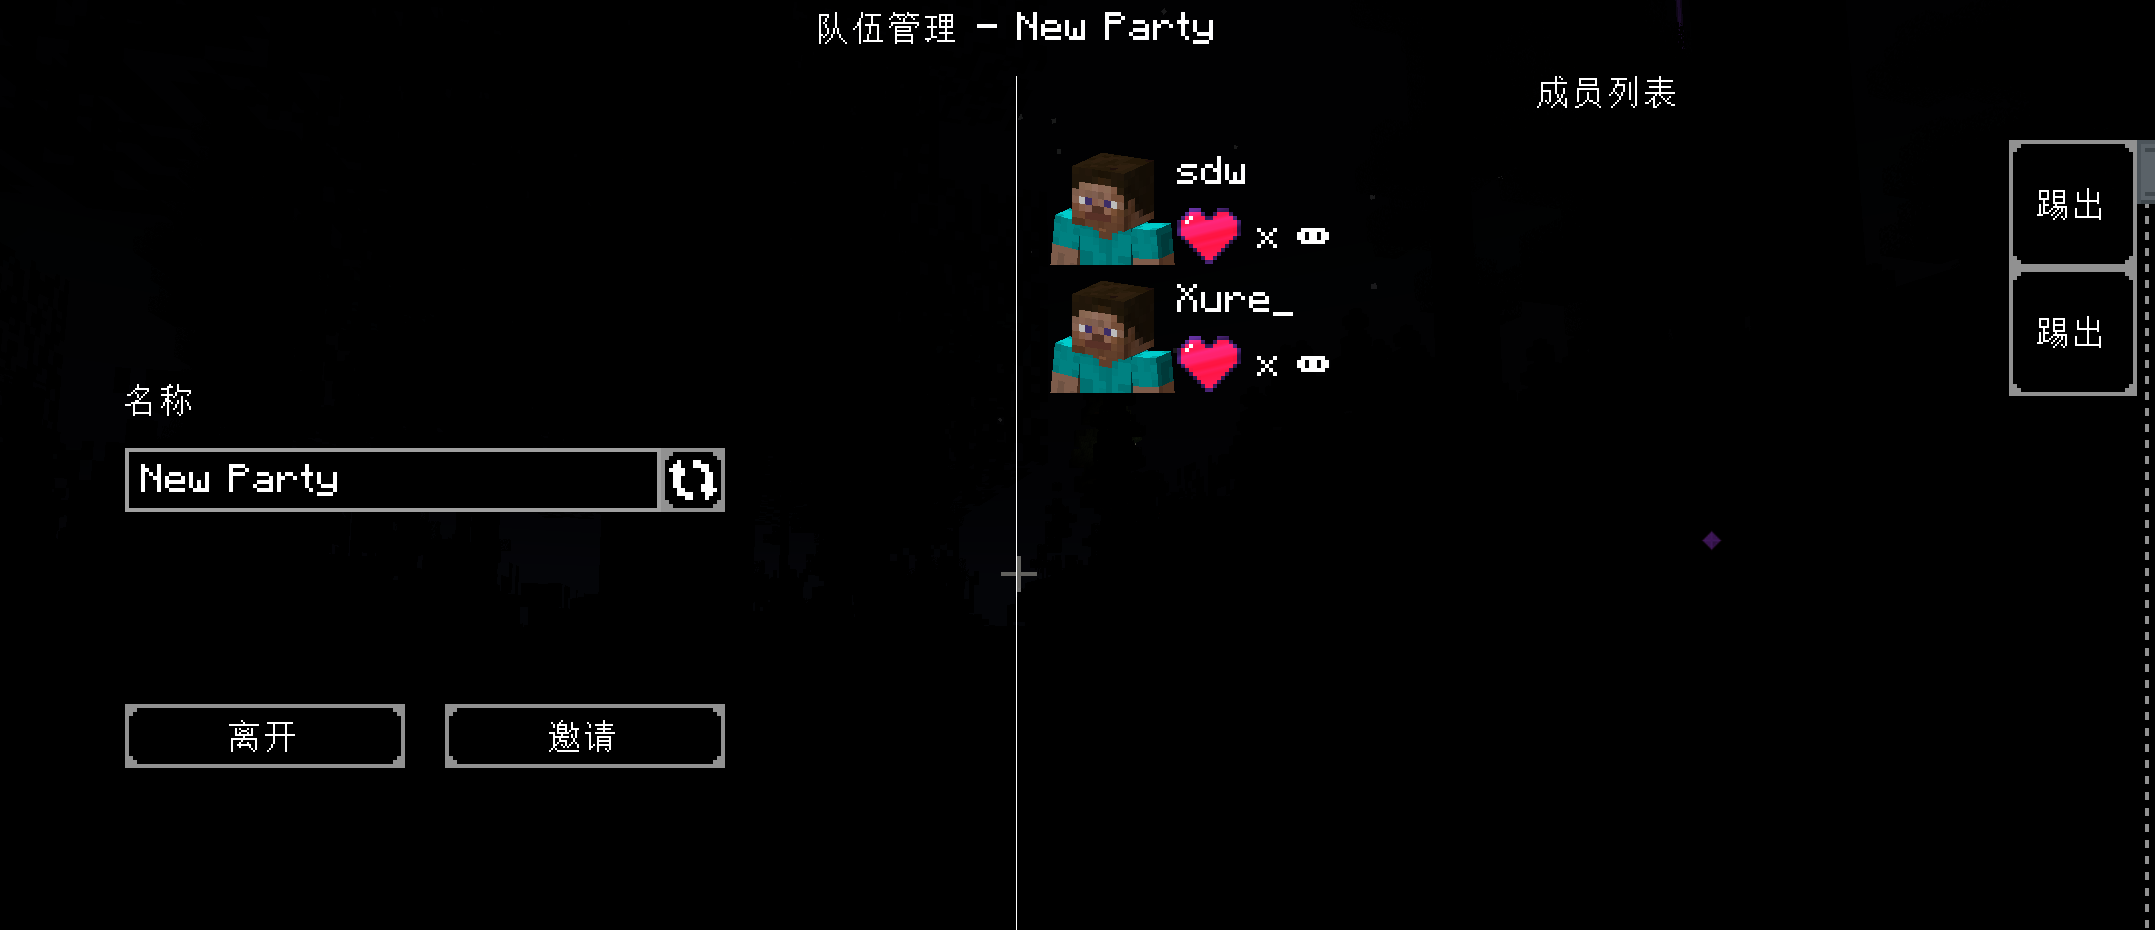 队伍管理 - New Party
名称
New Party
离开
邀请
成员列表
sdw
x ∞
踢出
Xure_
x ∞
踢出